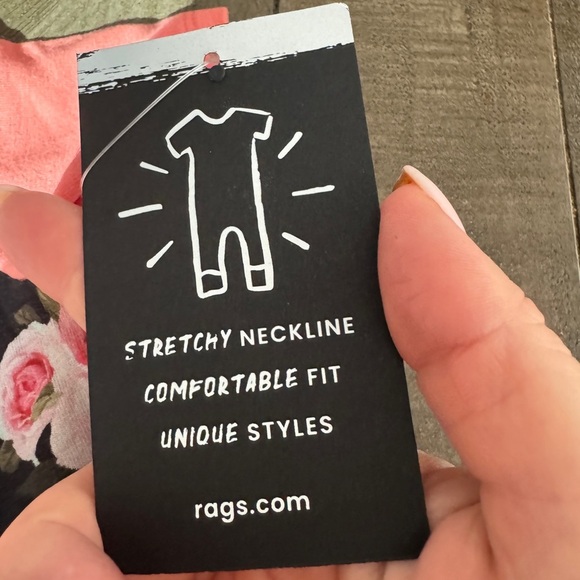 STRETCHY NECKLINE
COMFORTABLE FIT
UNIQUE STYLES
rags.com